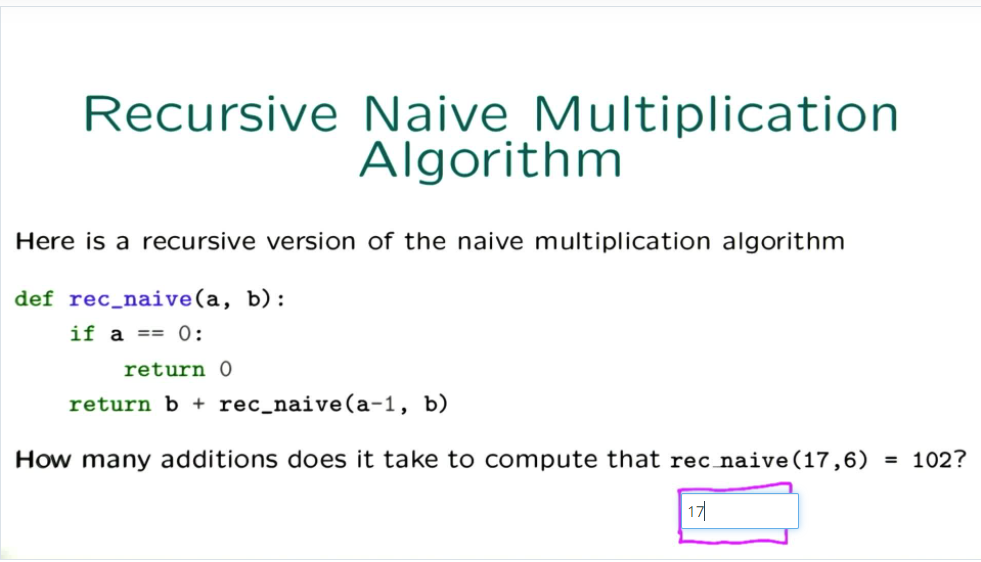 Recursive Naive Multiplication
Algorithm
Here is a recursive version of the naive multiplication algorithm
def rec_naive(a, b):
    if a == 0:
        return 0
    return b + rec_naive(a-1, b)
How many additions does it take to compute that rec_naive(17,6) = 102?
17